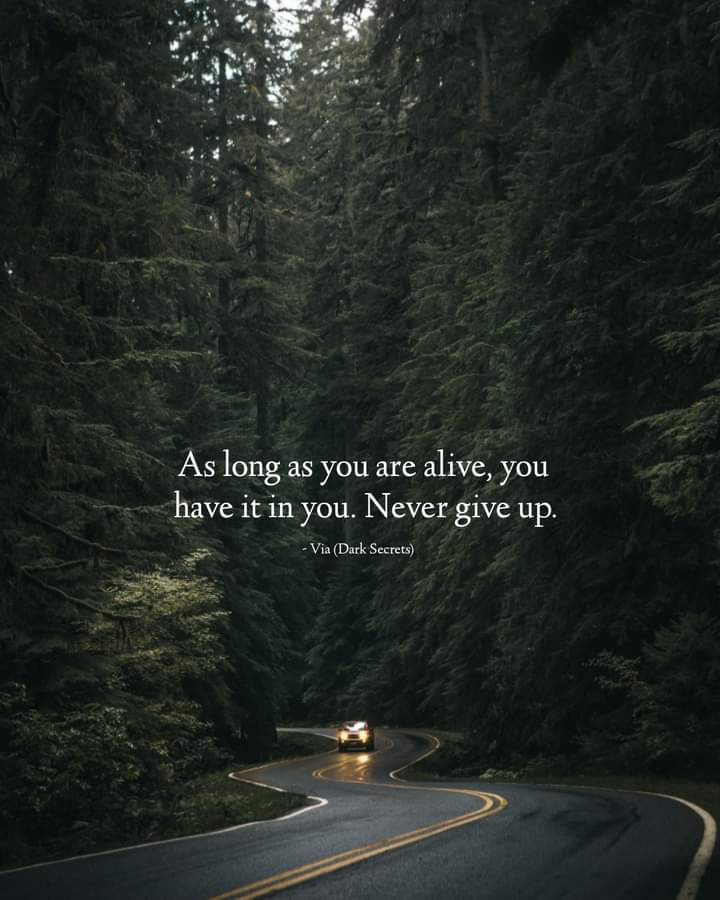 As long as you are alive, you
have it in you. Never give up.
- Via (Dark Secrets)